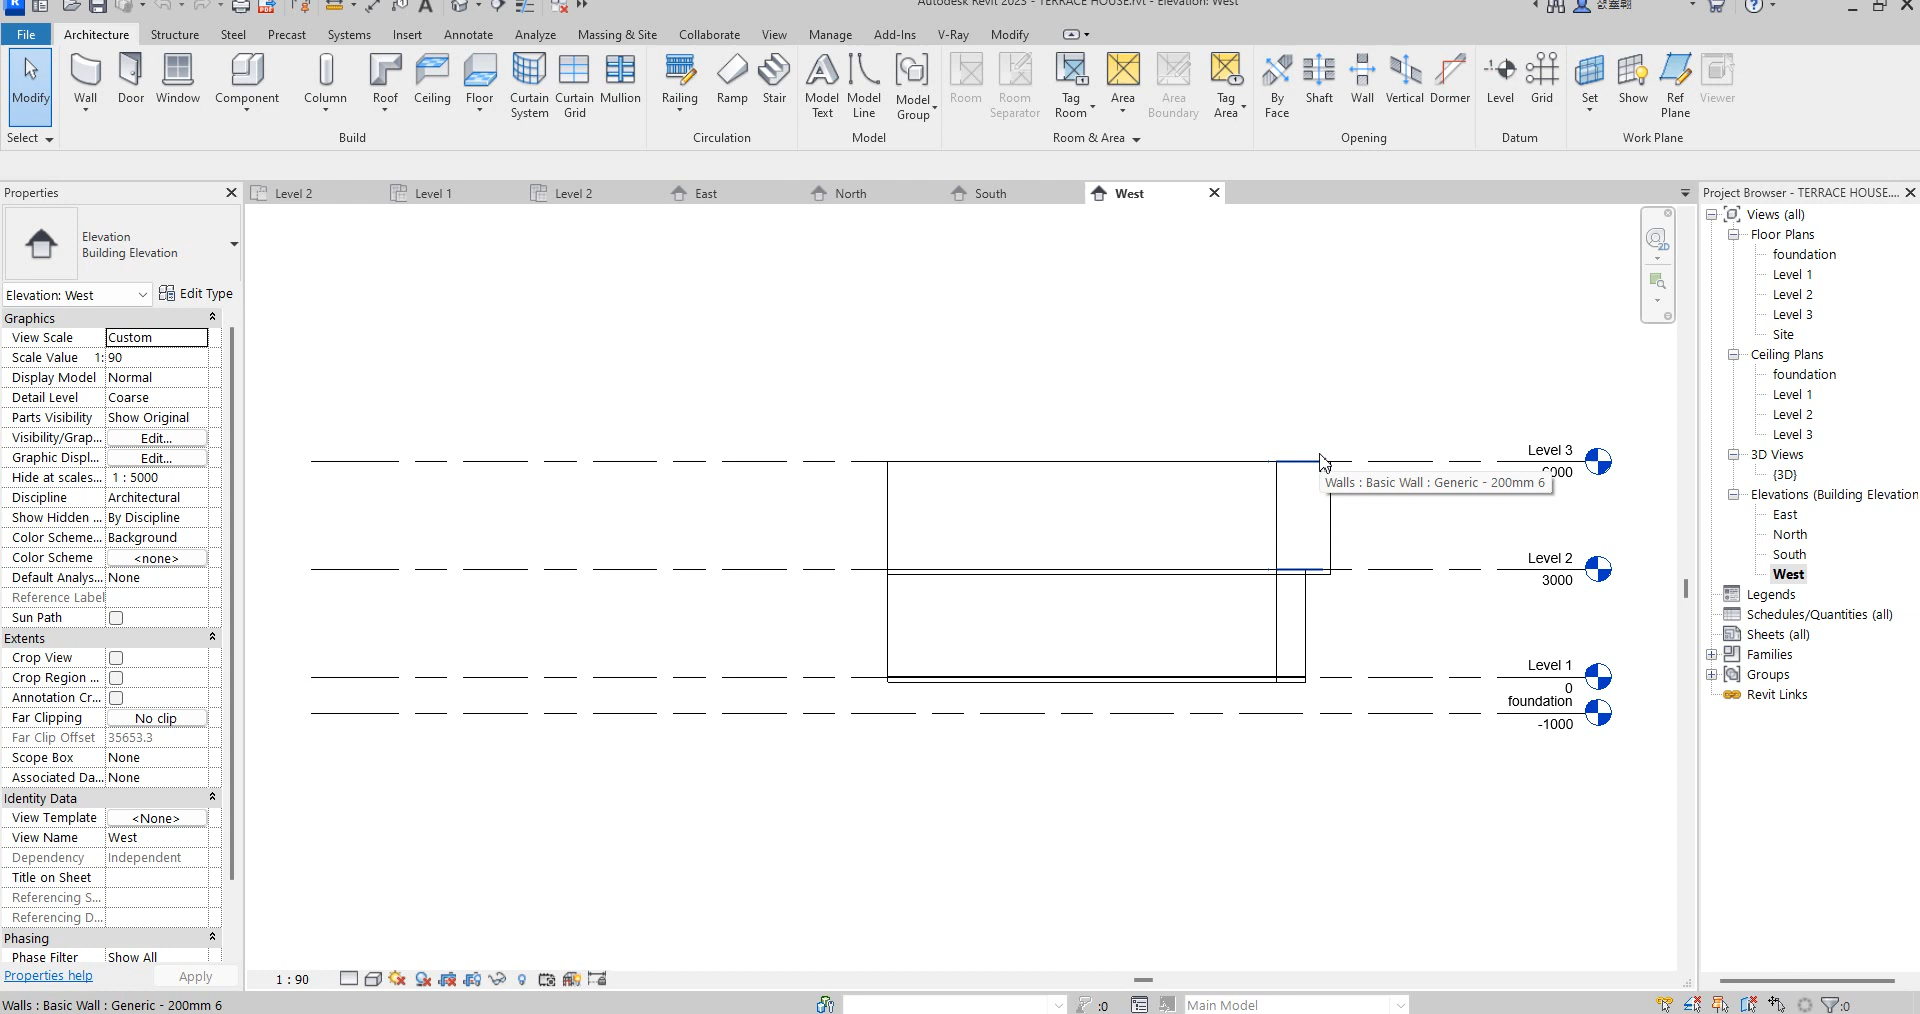 Autodesk Revit 2023 - TERRACE HOUSE.rvt - Elevation: West
File Architecture Structure Steel Precast Systems Insert Annotate Analyze Massing & Site Collaborate View Manage Add-Ins V-Ray Modify
Modify Wall Door Window Component Column Roof Ceiling Floor Curtain System Curtain Grid Mullion Railing Ramp Stair Model Text Model Line Model Group Room Room Separator Tag Room Area Area Boundary Tag Area By Face Shaft Wall Vertical Dormer Level Grid Set Show Ref Plane Viewer
Select Build Circulation Model Room & Area Opening Datum Work Plane
Properties
Level 2 Level 1 Level 2 East North South West
Project Browser - TERRACE HOUSE....
Elevation
Building Elevation
Elevation: West Edit Type
Graphics
View Scale Custom
Scale Value 1: 90
Display Model Normal
Detail Level Coarse
Parts Visibility Show Original
Visibility/Grap... Edit...
Graphic Displ... Edit...
Hide at scales... 1 : 5000
Discipline Architectural
Show Hidden ... By Discipline
Color Scheme... Background
Color Scheme <none>
Default Analys... None
Reference Label
Sun Path
Extents
Crop View
Crop Region ...
Annotation Cr...
Far Clipping No clip
Far Clip Offset 35653.3
Scope Box None
Associated Da... None
Identity Data
View Template <None>
View Name West
Dependency Independent
Title on Sheet
Referencing S...
Referencing D...
Phasing
Phase Filter Show All
Properties help Apply
Level 3
Walls : Basic Wall : Generic - 200mm 6
Level 2
3000
Level 1
0
foundation
-1000
2D
Views (all)
Floor Plans
foundation
Level 1
Level 2
Level 3
Site
Ceiling Plans
foundation
Level 1
Level 2
Level 3
3D Views
{3D}
Elevations (Building Elevation
East
North
South
West
Legends
Schedules/Quantities (all)
Sheets (all)
Families
Groups
Revit Links
1 : 90
Walls : Basic Wall : Generic - 200mm 6
:0
Main Model
:0